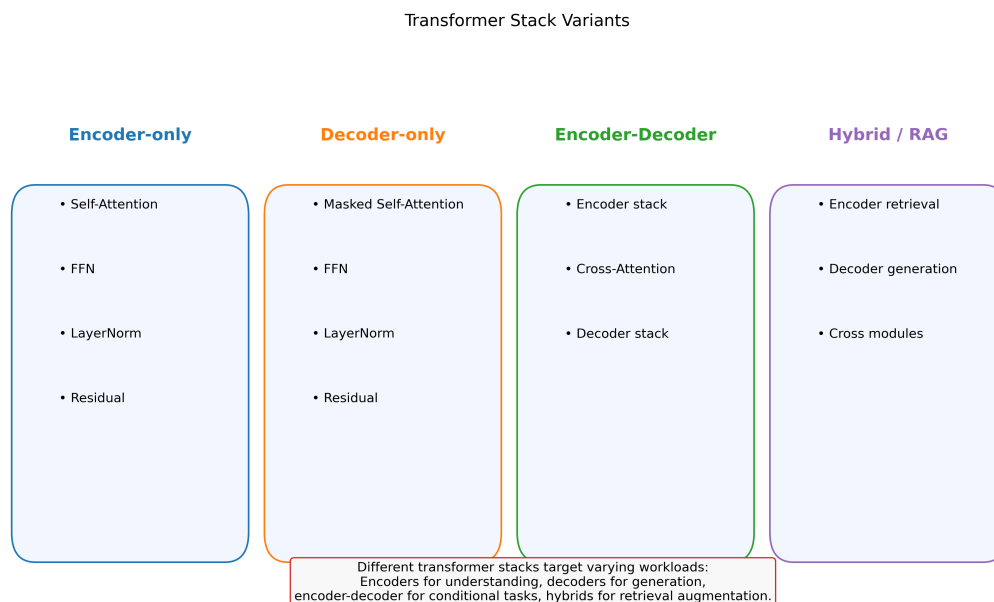 Transformer Stack Variants
Encoder-only
• Self-Attention
• FFN
• LayerNorm
• Residual
Decoder-only
• Masked Self-Attention
• FFN
• LayerNorm
• Residual
Encoder-Decoder
• Encoder stack
• Cross-Attention
• Decoder stack
Hybrid / RAG
• Encoder retrieval
• Decoder generation
• Cross modules
Different transformer stacks target varying workloads:
Encoders for understanding, decoders for generation,
encoder-decoder for conditional tasks, hybrids for retrieval augmentation.